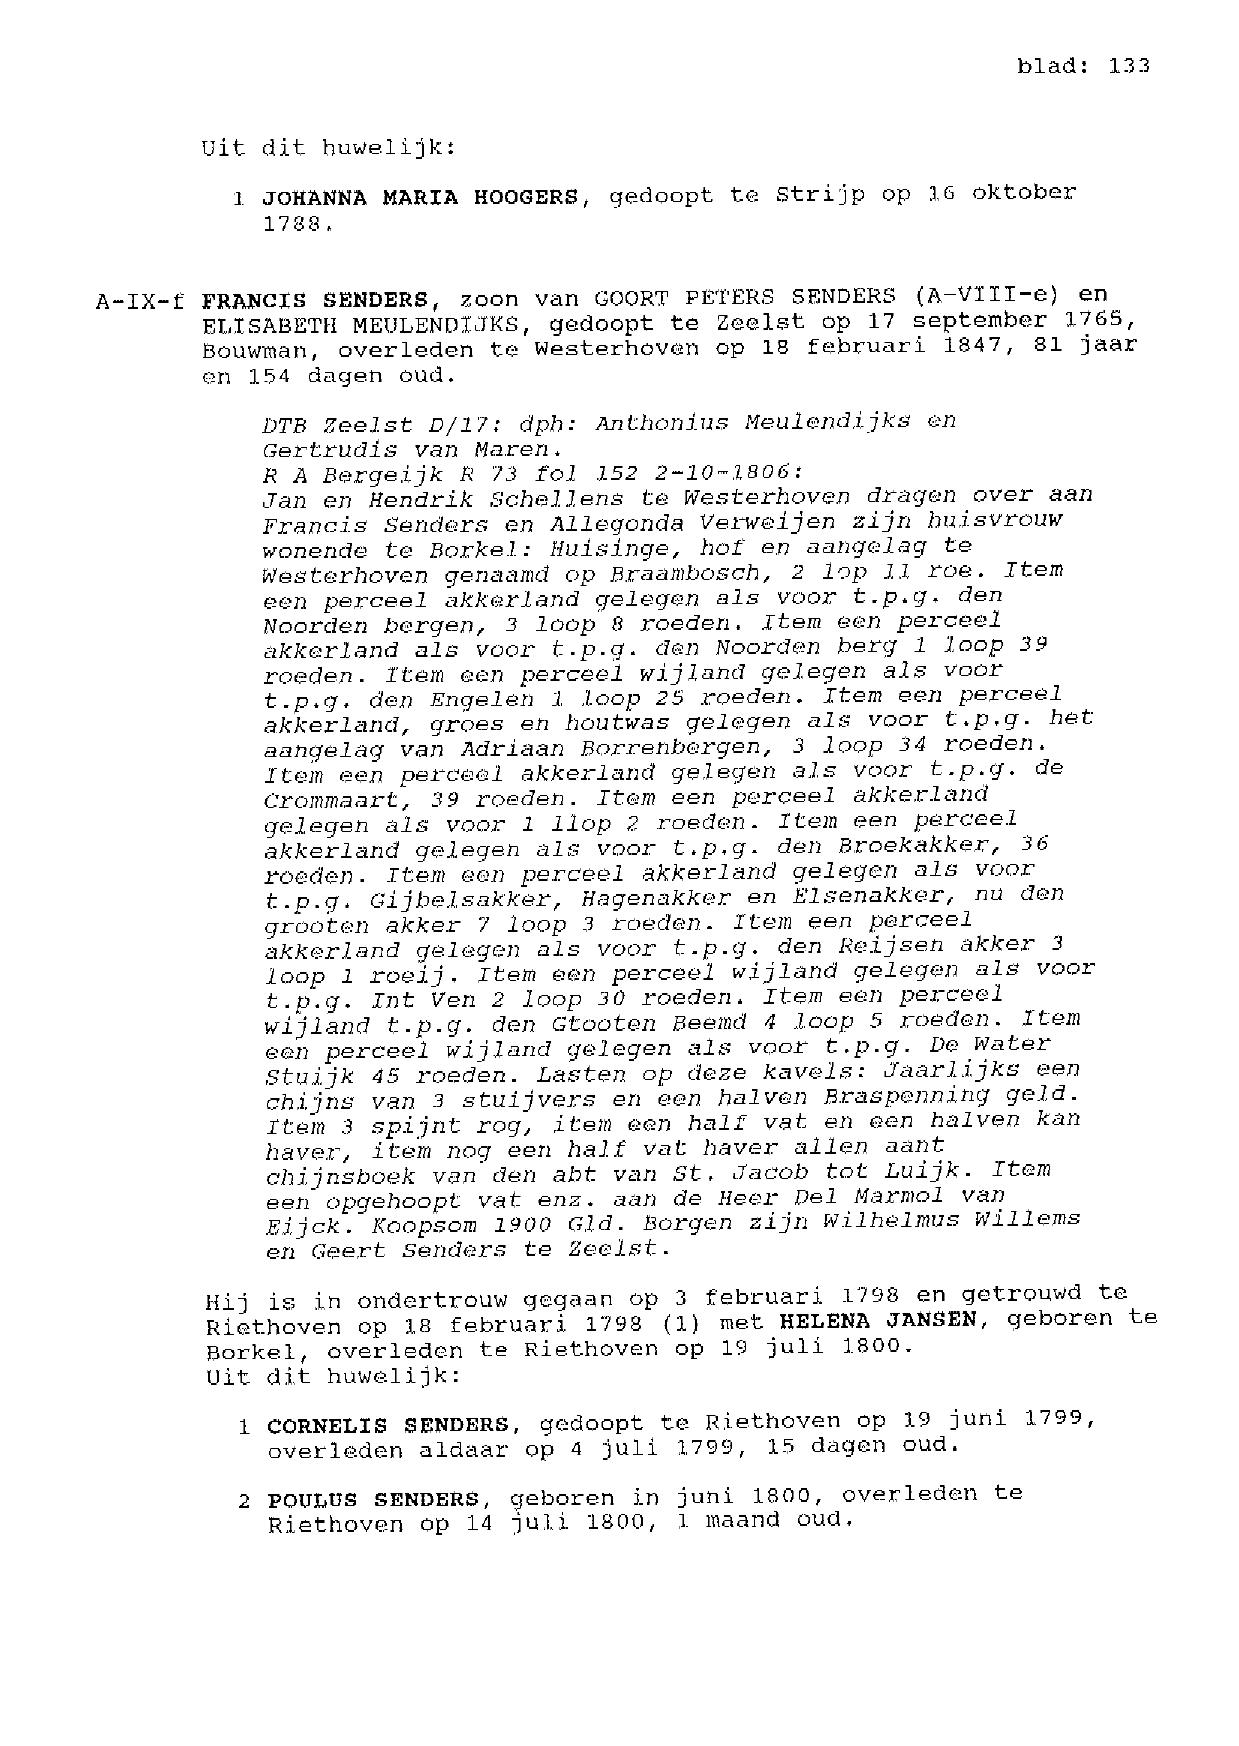 blad: 133
Uit dit huwelijk:
1 JOHANNA MARIA HOOGERS, gedoopt te Strijp op 16 oktober
1788.
A-IX-f FRANCIS SENDERS, zoon van GOORT PETERS SENDERS (A-VIII-e) en
ELISABETH MEULENDIJKS, gedoopt te Zeelst op 17 september 1765,
Bouwman, overleden te Westerhoven op 18 februari 1847, 81 jaar
en 154 dagen oud.
DTB Zeelst D/17: dph: Anthonius Meulendijks en
Gertrudis van Maren.
R A Bergeijk R 73 fol 152 2-10-1806:
Jan en Hendrik Schellens te Westerhoven dragen over aan
Francis Senders en Allegonda Verweijen zijn huisvrouw
wonende te Borkel: Huisinge, hof en aangelag te
Westerhoven genaamd op Braambosch, 2 lop 11 roe. Item
een perceel akkerland gelegen als voor t.p.g. den
Noorden bergen, 3 loop 8 roeden. Item een perceel
akkerland als voor t.p.g. den Noorden berg 1 loop 39
roeden. Item een perceel wijland gelegen als voor
t.p.g. den Engelen 1 loop 25 roeden. Item een perceel
akkerland, groes en houtwas gelegen als voor t.p.g. het
aangelag van Adriaan Borrenbergen, 3 loop 34 roeden.
Item een perceel akkerland gelegen als voor t.p.g. de
Crommaart, 39 roeden. Item een perceel akkerland
gelegen als voor 1 llop 2 roeden. Item een perceel
akkerland gelegen als voor t.p.g. den Broekakker, 36
roeden. Item een perceel akkerland gelegen als voor
t.p.g. Gijbelsakker, Hagenakker en Elsenakker, nu den
grooten akker 7 loop 3 roeden. Item een perceel
akkerland gelegen als voor t.p.g. den Reijsen akker 3
loop 1 roeij. Item een perceel wijland gelegen als voor
t.p.g. Int Ven 2 loop 30 roeden. Item een perceel
wijland t.p.g. den Gtooten Beemd 4 loop 5 roeden. Item
een perceel wijland gelegen als voor t.p.g. De Water
Stuijk 45 roeden. Lasten op deze kavels: Jaarlijks een
chijns van 3 stuijvers en een halven Braspenning geld.
Item 3 spijnt rog, item een half vat en een halven kan
haver, item nog een half vat haver allen aant
chijnsboek van den abt van St. Jacob tot Luijk. Item
een opgehoopt vat enz. aan de Heer Del Marmol van
Eijck. Koopsom 1900 Gld. Borgen zijn Wilhelmus Willems
en Geert Senders te Zeelst.
Hij is in ondertrouw gegaan op 3 februari 1798 en getrouwd te
Riethoven op 18 februari 1798 (1) met HELENA JANSEN, geboren te
Borkel, overleden te Riethoven op 19 juli 1800.
Uit dit huwelijk:
1 CORNELIS SENDERS, gedoopt te Riethoven op 19 juni 1799,
overleden aldaar op 4 juli 1799, 15 dagen oud.
2 POULUS SENDERS, geboren in juni 1800, overleden te
Riethoven op 14 juli 1800, 1 maand oud.